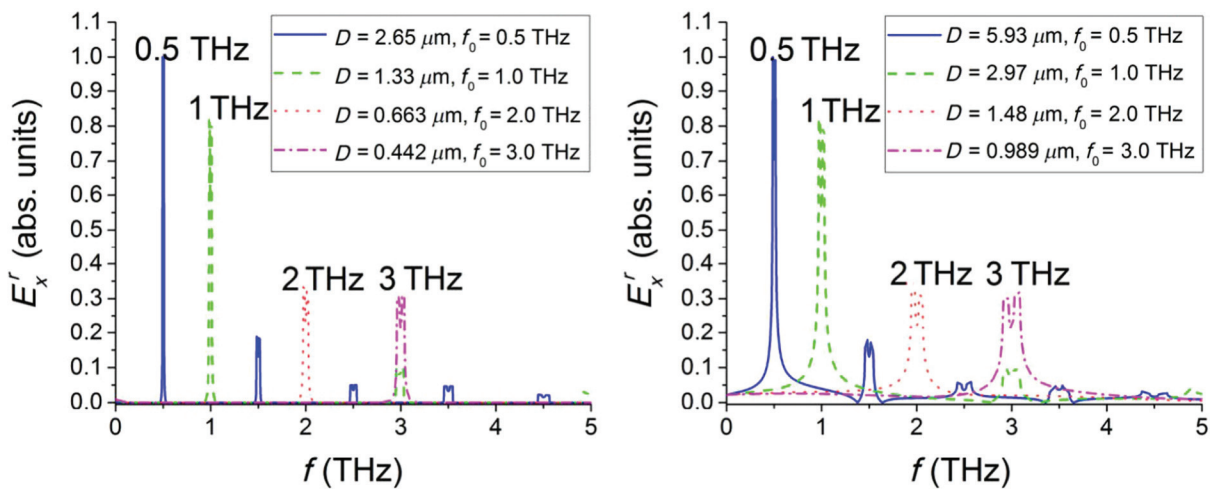 1.1
1.0
0.9
0.8
0.7
0.6
0.5
0.4
0.3
0.2
0.1
0.0
E_x^r (abs. units)
0.5 THz
1 THz
2 THz
3 THz
D = 2.65 μm, f₀ = 0.5 THz
D = 1.33 μm, f₀ = 1.0 THz
D = 0.663 μm, f₀ = 2.0 THz
D = 0.442 μm, f₀ = 3.0 THz
0 1 2 3 4 5
f (THz)
1.1
1.0
0.9
0.8
0.7
0.6
0.5
0.4
0.3
0.2
0.1
0.0
E_x^r (abs. units)
0.5 THz
1 THz
2 THz
3 THz
D = 5.93 μm, f₀ = 0.5 THz
D = 2.97 μm, f₀ = 1.0 THz
D = 1.48 μm, f₀ = 2.0 THz
D = 0.989 μm, f₀ = 3.0 THz
0 1 2 3 4 5
f (THz)